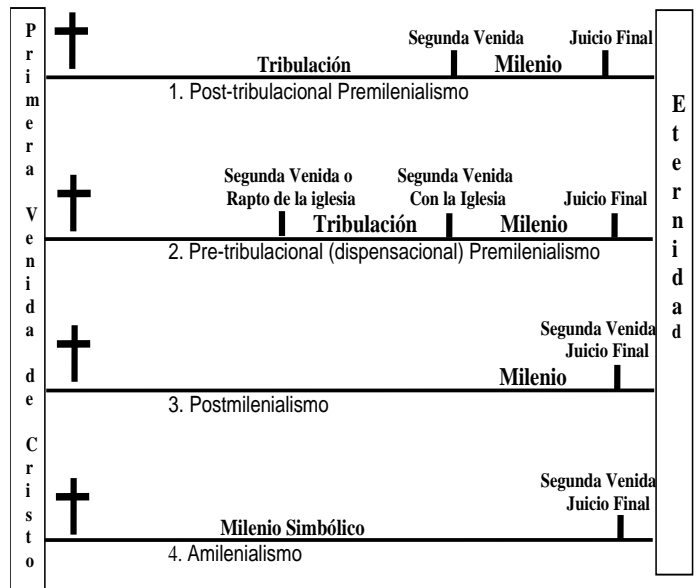 Primera Venida de Cristo
Segunda Venida Juicio Final
Tribulación Milenio
1. Post-tribulacional Premilenialismo
Segunda Venida o Segunda Venida
Rapto de la iglesia Con la Iglesia Juicio Final
Tribulación Milenio
2. Pre-tribulacional (dispensacional) Premilenialismo
Segunda Venida
Juicio Final
Milenio
3. Postmilenialismo
Segunda Venida
Juicio Final
Milenio Simbólico
4. Amilenialismo
Eternidad